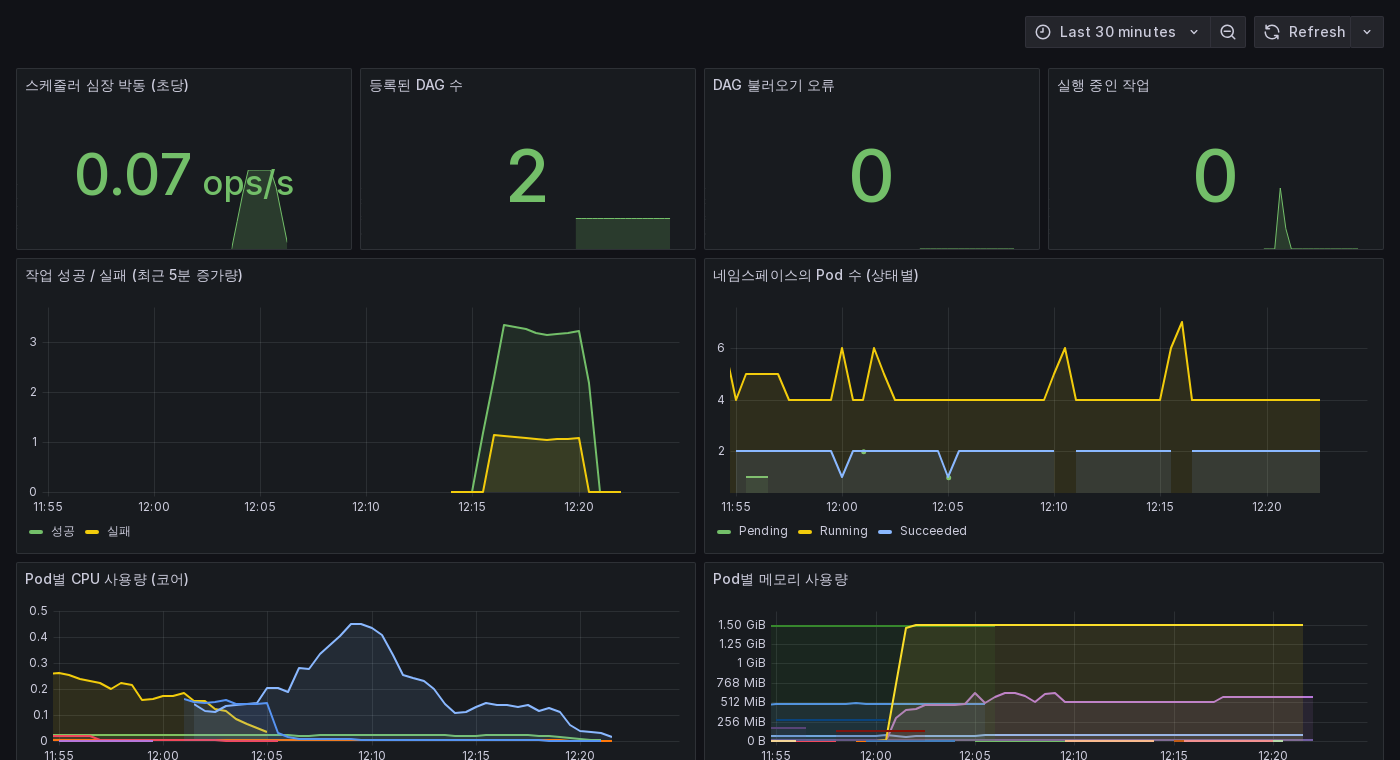 Last 30 minutes
Refresh
스케줄러 심장 박동 (초당)
등록된 DAG 수
DAG 불러오기 오류
실행 중인 작업
0.07 ops/s
2
0
0
작업 성공 / 실패 (최근 5분 증가량)
3
2
1
0
11:55 12:00 12:05 12:10 12:15 12:20
성공 실패
네임스페이스의 Pod 수 (상태별)
6
4
2
11:55 12:00 12:05 12:10 12:15 12:20
Pending Running Succeeded
Pod별 CPU 사용량 (코어)
0.5
0.4
0.3
0.2
0.1
0
11:55 12:00 12:05 12:10 12:15 12:20
Pod별 메모리 사용량
1.50 GiB
1.25 GiB
1 GiB
768 MiB
512 MiB
256 MiB
0 B
11:55 12:00 12:05 12:10 12:15 12:20